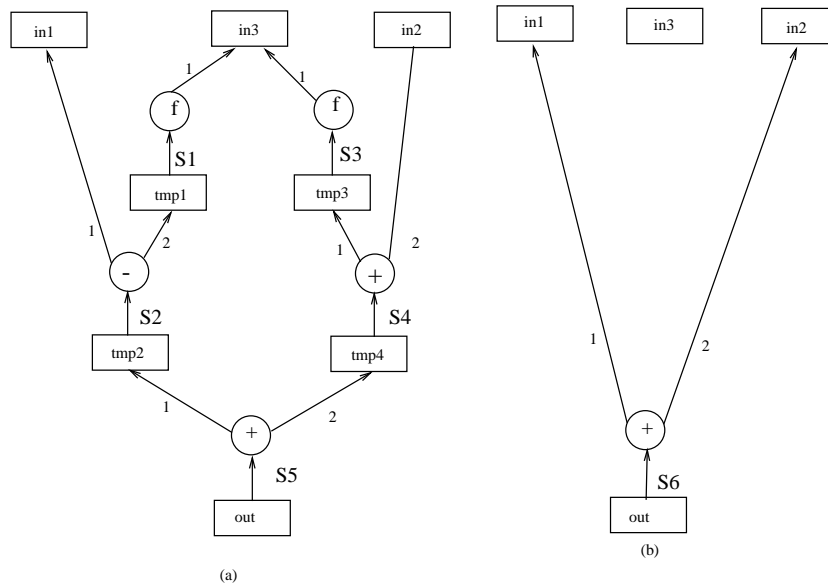 in1
in3
in2
1
1
f
f
S1
S3
tmp1
tmp3
1
2
1
2
-
+
S2
S4
tmp2
tmp4
1
2
+
S5
out
(a)
in1
in3
in2
1
2
+
S6
out
(b)